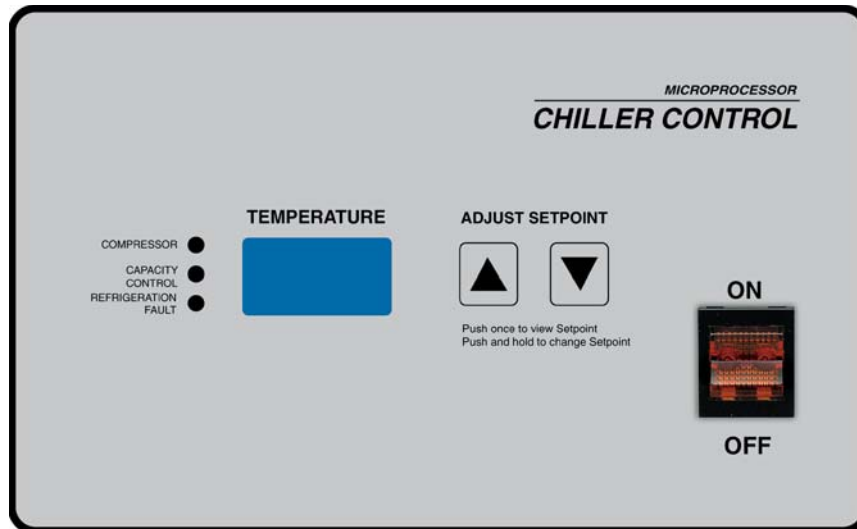 MICROPROCESSOR
CHILLER CONTROL
TEMPERATURE
ADJUST SETPOINT
COMPRESSOR
CAPACITY
CONTROL
REFRIGERATION
FAULT
Push once to view Setpoint
Push and hold to change Setpoint
ON
OFF